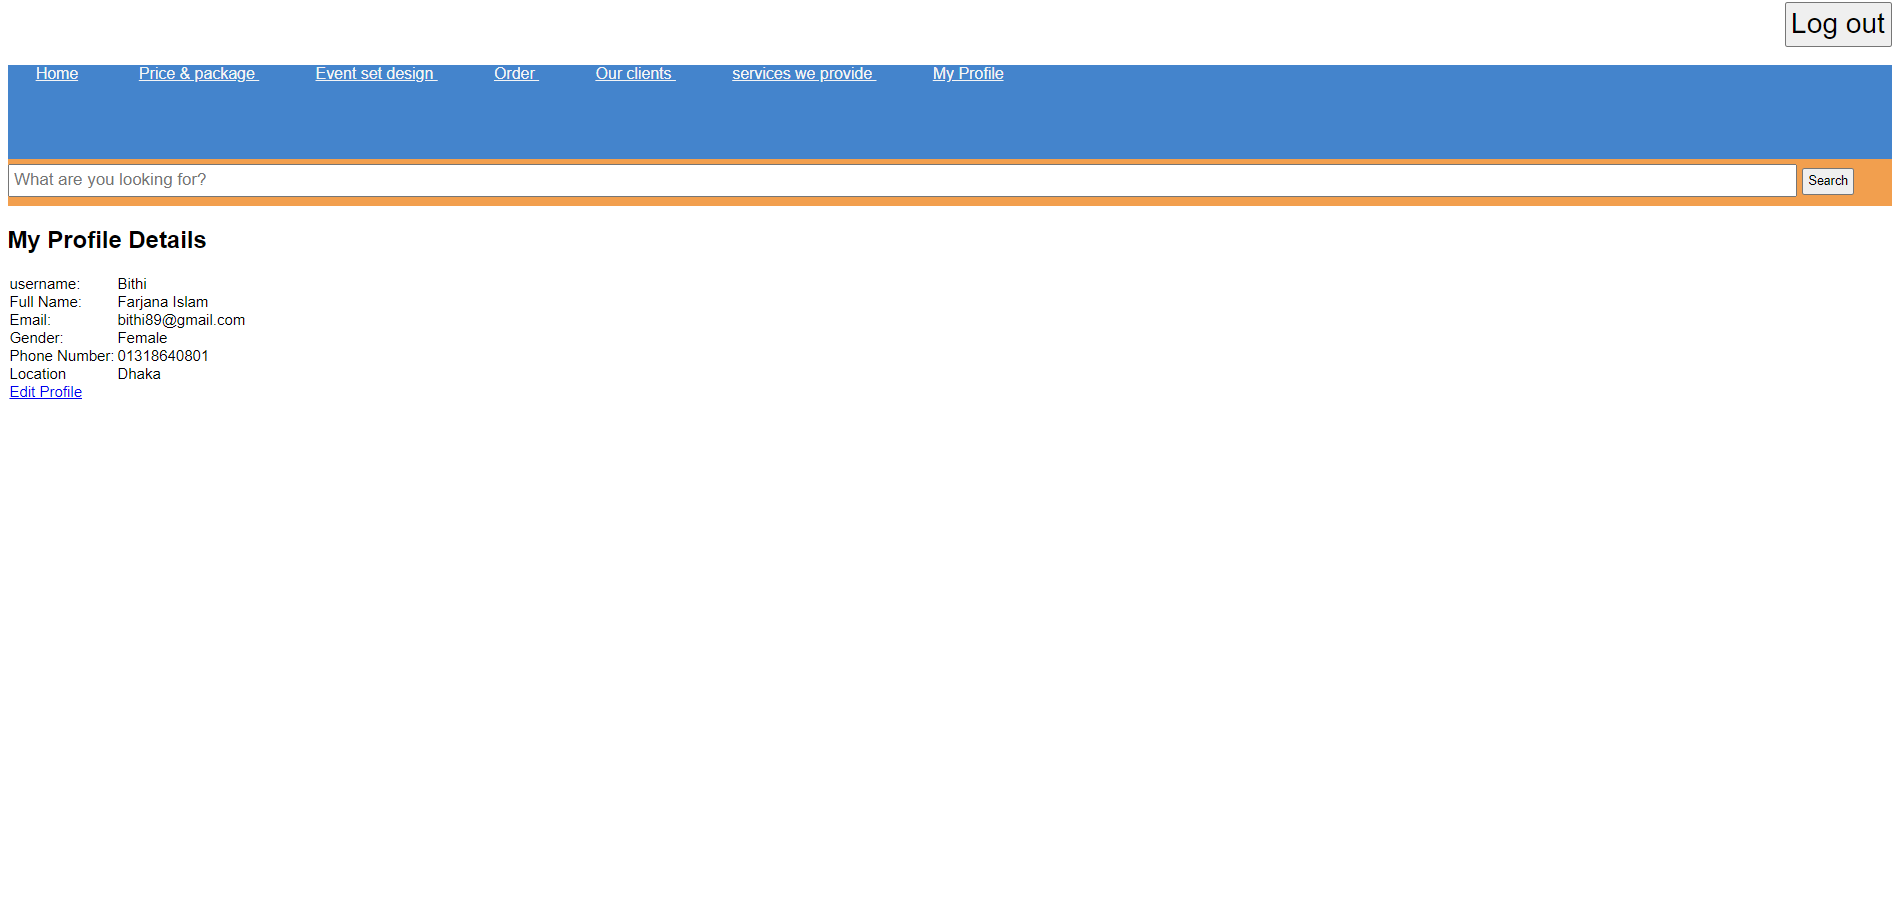 Log out
Home Price & package Event set design Order Our clients services we provide My Profile
What are you looking for? Search
My Profile Details
username: Bithi
Full Name: Farjana Islam
Email: bithi89@gmail.com
Gender: Female
Phone Number: 01318640801
Location Dhaka
Edit Profile